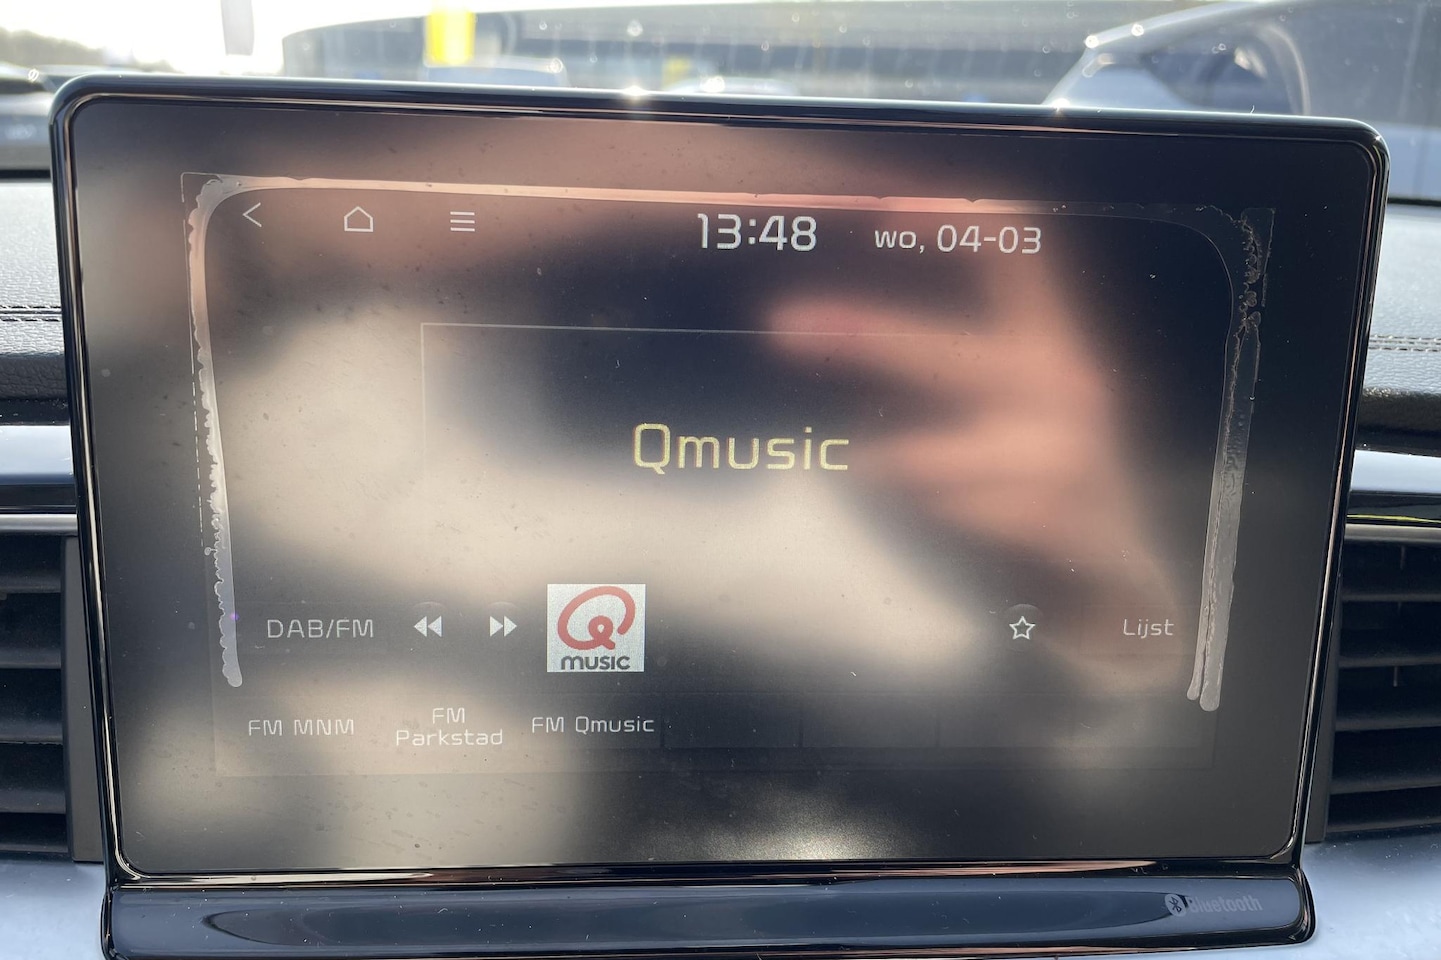 13:48 wo, 04-03
Qmusic
DAB/FM
Q
music
Lijst
FM MNM
FM
Parkstad
FM Qmusic
Bluetooth